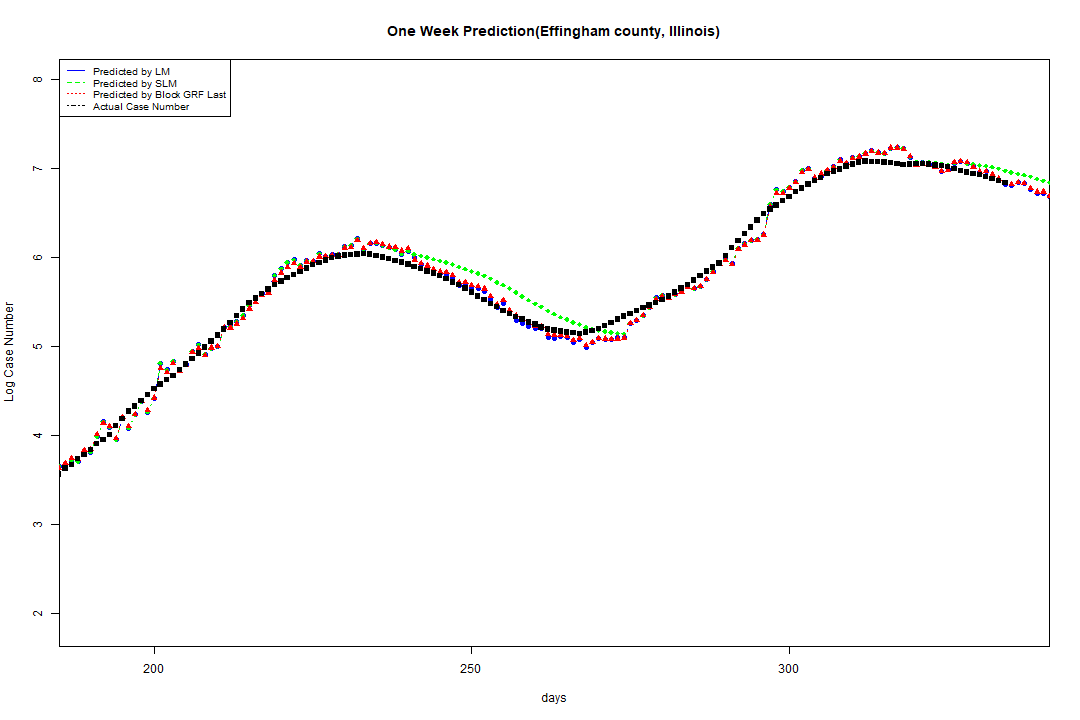 One Week Prediction(Effingham county, Illinois)
Predicted by LM
Predicted by SLM
Predicted by Block GRF Last
Actual Case Number
8
7
6
5
4
3
2
Log Case Number
200
250
300
days